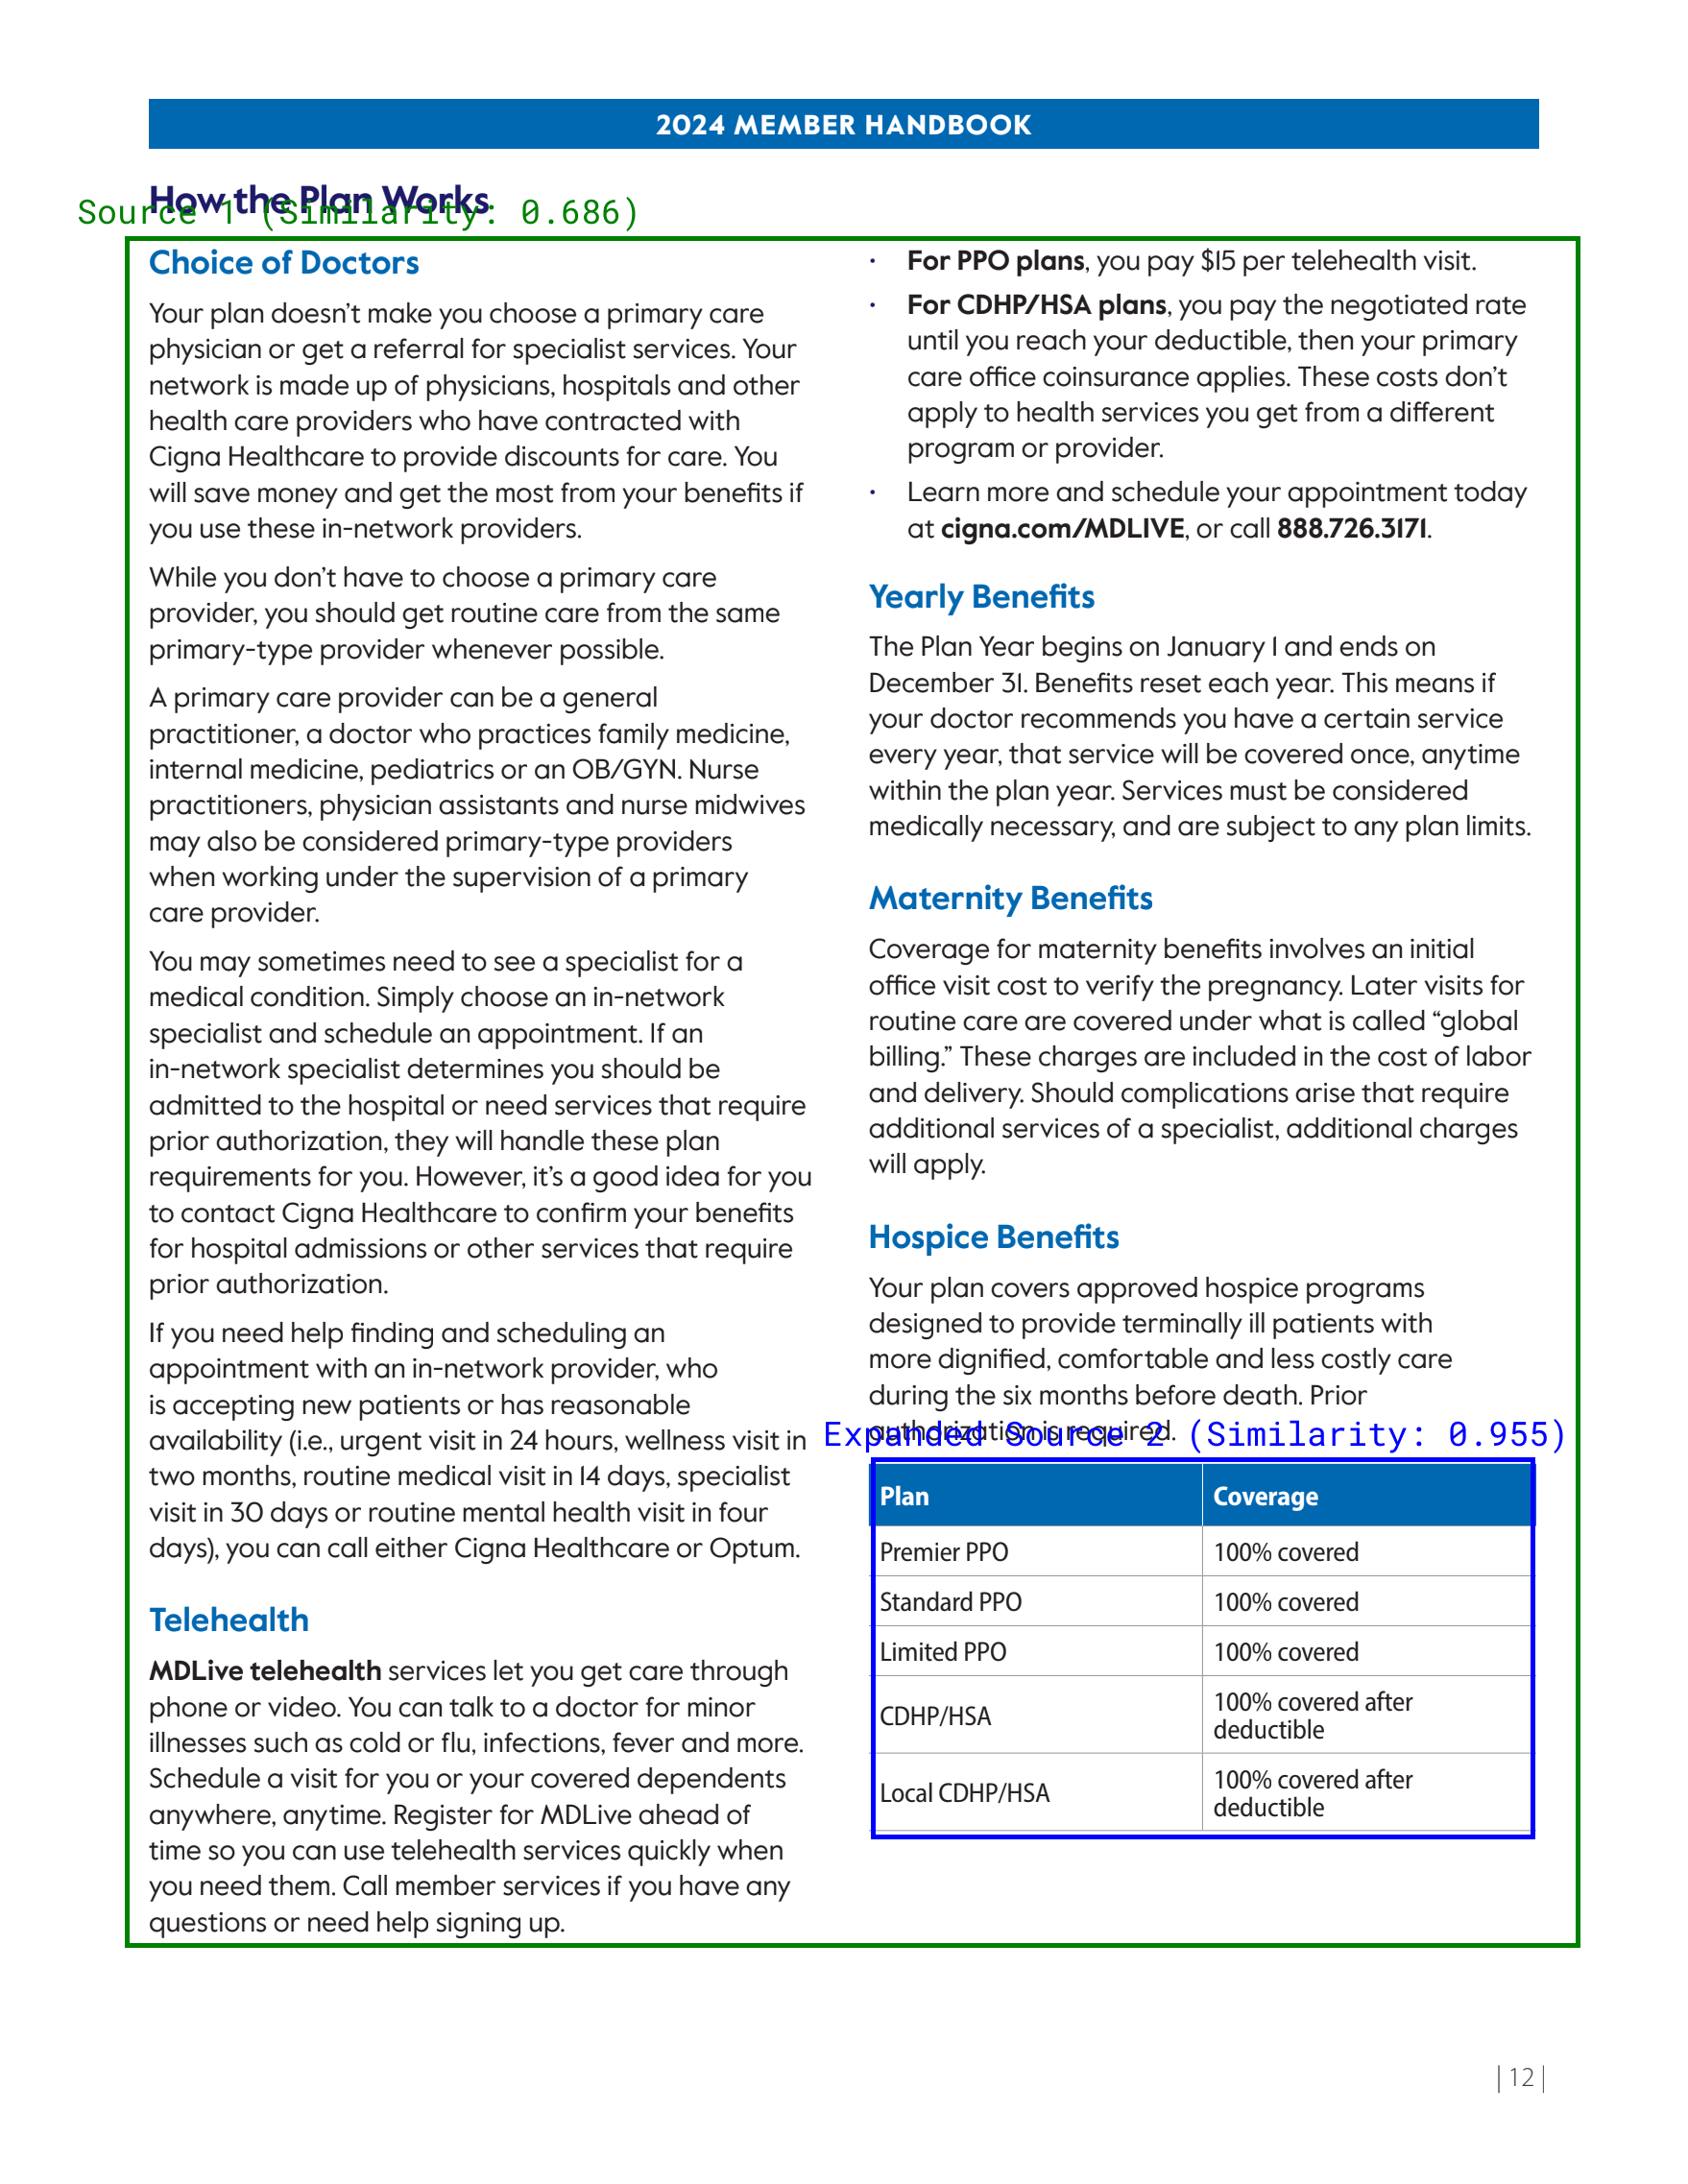 2024 MEMBER HANDBOOK
How the Plan Works
Source 1 (Similarity: 0.686)
Choice of Doctors
Your plan doesn't make you choose a primary care
physician or get a referral for specialist services. Your
network is made up of physicians, hospitals and other
health care providers who have contracted with
Cigna Healthcare to provide discounts for care. You
will save money and get the most from your benefits if
you use these in-network providers.
While you don't have to choose a primary care
provider, you should get routine care from the same
primary-type provider whenever possible.
A primary care provider can be a general
practitioner, a doctor who practices family medicine,
internal medicine, pediatrics or an OB/GYN. Nurse
practitioners, physician assistants and nurse midwives
may also be considered primary-type providers
when working under the supervision of a primary
care provider.
You may sometimes need to see a specialist for a
medical condition. Simply choose an in-network
specialist and schedule an appointment. If an
in-network specialist determines you should be
admitted to the hospital or need services that require
prior authorization, they will handle these plan
requirements for you. However, it's a good idea for you
to contact Cigna Healthcare to confirm your benefits
for hospital admissions or other services that require
prior authorization.
If you need help finding and scheduling an
appointment with an in-network provider, who
is accepting new patients or has reasonable
availability (i.e., urgent visit in 24 hours, wellness visit in
two months, routine medical visit in 14 days, specialist
visit in 30 days or routine mental health visit in four
days), you can call either Cigna Healthcare or Optum.
Telehealth
MDLive telehealth services let you get care through
phone or video. You can talk to a doctor for minor
illnesses such as cold or flu, infections, fever and more.
Schedule a visit for you or your covered dependents
anywhere, anytime. Register for MDLive ahead of
time so you can use telehealth services quickly when
you need them. Call member services if you have any
questions or need help signing up.
• For PPO plans, you pay $15 per telehealth visit.
• For CDHP/HSA plans, you pay the negotiated rate
until you reach your deductible, then your primary
care office coinsurance applies. These costs don't
apply to health services you get from a different
program or provider.
• Learn more and schedule your appointment today
at cigna.com/MDLIVE, or call 888.726.3171.
Yearly Benefits
The Plan Year begins on January 1 and ends on
December 31. Benefits reset each year. This means if
your doctor recommends you have a certain service
every year, that service will be covered once, anytime
within the plan year. Services must be considered
medically necessary, and are subject to any plan limits.
Maternity Benefits
Coverage for maternity benefits involves an initial
office visit cost to verify the pregnancy. Later visits for
routine care are covered under what is called “global
billing.” These charges are included in the cost of labor
and delivery. Should complications arise that require
additional services of a specialist, additional charges
will apply.
Hospice Benefits
Your plan covers approved hospice programs
designed to provide terminally ill patients with
more dignified, comfortable and less costly care
during the six months before death. Prior
authorization is required.
Expanded Source 2 (Similarity: 0.955)
Plan Coverage
Premier PPO 100% covered
Standard PPO 100% covered
Limited PPO 100% covered
CDHP/HSA 100% covered after
deductible
Local CDHP/HSA 100% covered after
deductible
| 12 |